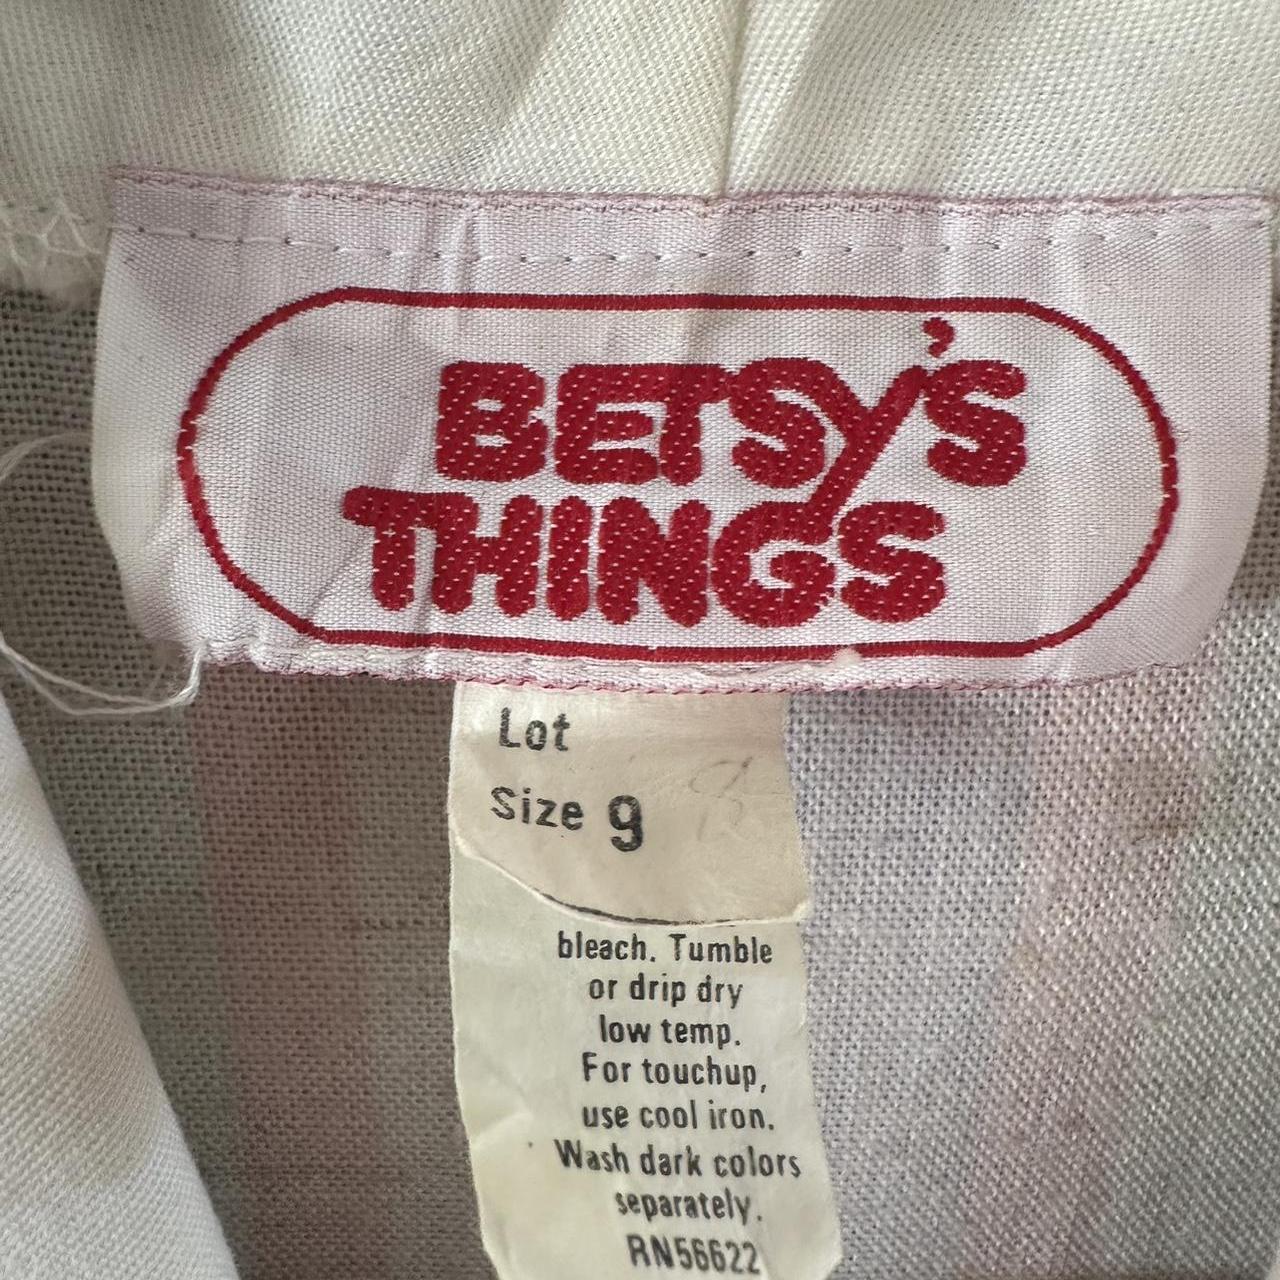 BETSY'S
THINGS
Lot
Size 9
bleach. Tumble
or drip dry
low temp.
For touchup,
use cool iron.
Wash dark colors
separately.
RN56622